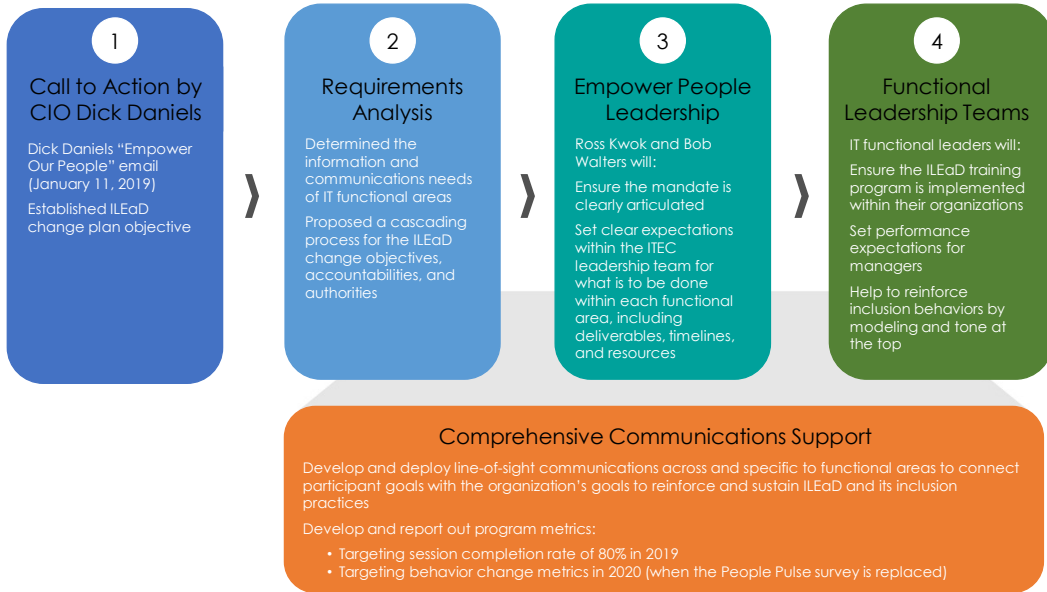 1
Call to Action by
CIO Dick Daniels
Dick Daniels “Empower
Our People” email
(January 11, 2019)
Established ILEaD
change plan objective
2
Requirements
Analysis
Determined the
information and
communications needs
of IT functional areas
Proposed a cascading
process for the ILEaD
change objectives,
accountabilities, and
authorities
3
Empower People
Leadership
Ross Kwok and Bob
Walters will:
Ensure the mandate is
clearly articulated
Set clear expectations
within the ITEC
leadership team for
what is to be done
within each functional
area, including
deliverables, timelines,
and resources
4
Functional
Leadership Teams
IT functional leaders will:
Ensure the ILEaD training
program is implemented
within their organizations
Set performance
expectations for
managers
Help to reinforce
inclusion behaviors by
modeling and tone at
the top
Comprehensive Communications Support
Develop and deploy line-of-sight communications across and specific to functional areas to connect
participant goals with the organization’s goals to reinforce and sustain ILEaD and its inclusion
practices
Develop and report out program metrics:
• Targeting session completion rate of 80% in 2019
• Targeting behavior change metrics in 2020 (when the People Pulse survey is replaced)